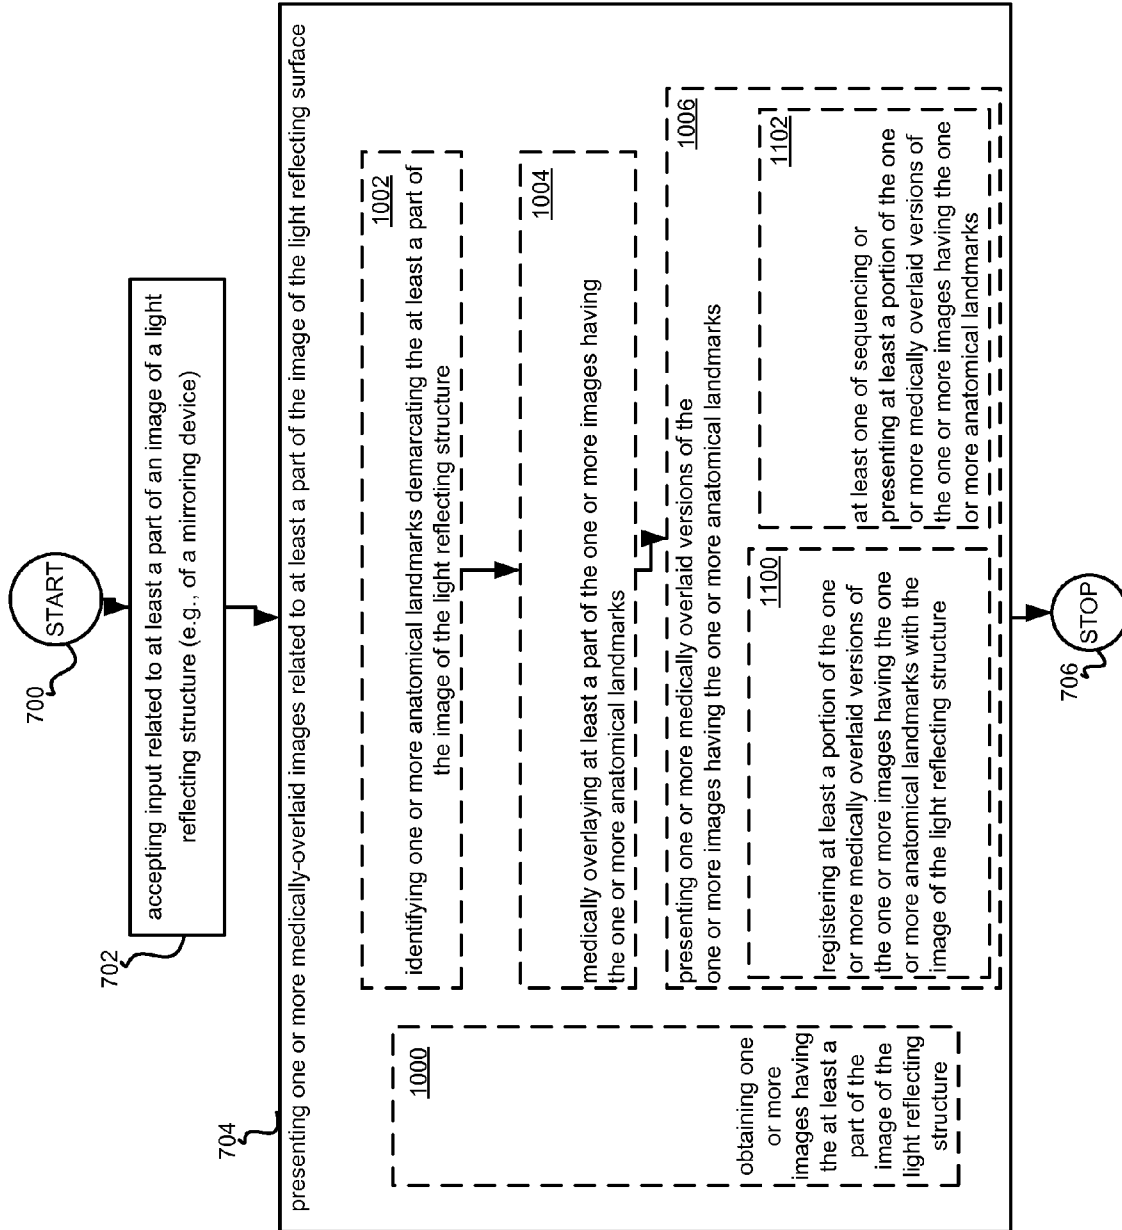 START
700
accepting input related to at least a part of an image of a light
reflecting structure (e.g., of a mirroring device)
702
704
presenting one or more medically-overlaid images related to at least a part of the image of the light reflecting surface
1000
obtaining one
or more
images having
the at least a
part of the
image of the
light reflecting
structure
1002
identifying one or more anatomical landmarks demarcating the at least a part of
the image of the light reflecting structure
1004
medically overlaying at least a part of the one or more images having
the one or more anatomical landmarks
1006
presenting one or more medically overlaid versions of the
one or more images having the one or more anatomical landmarks
1100
registering at least a portion of the one
or more medically overlaid versions of
the one or more images having the one
or more anatomical landmarks with the
image of the light reflecting structure
1102
at least one of sequencing or
presenting at least a portion of the one
or more medically overlaid versions of
the one or more images having the one
or more anatomical landmarks
STOP
706